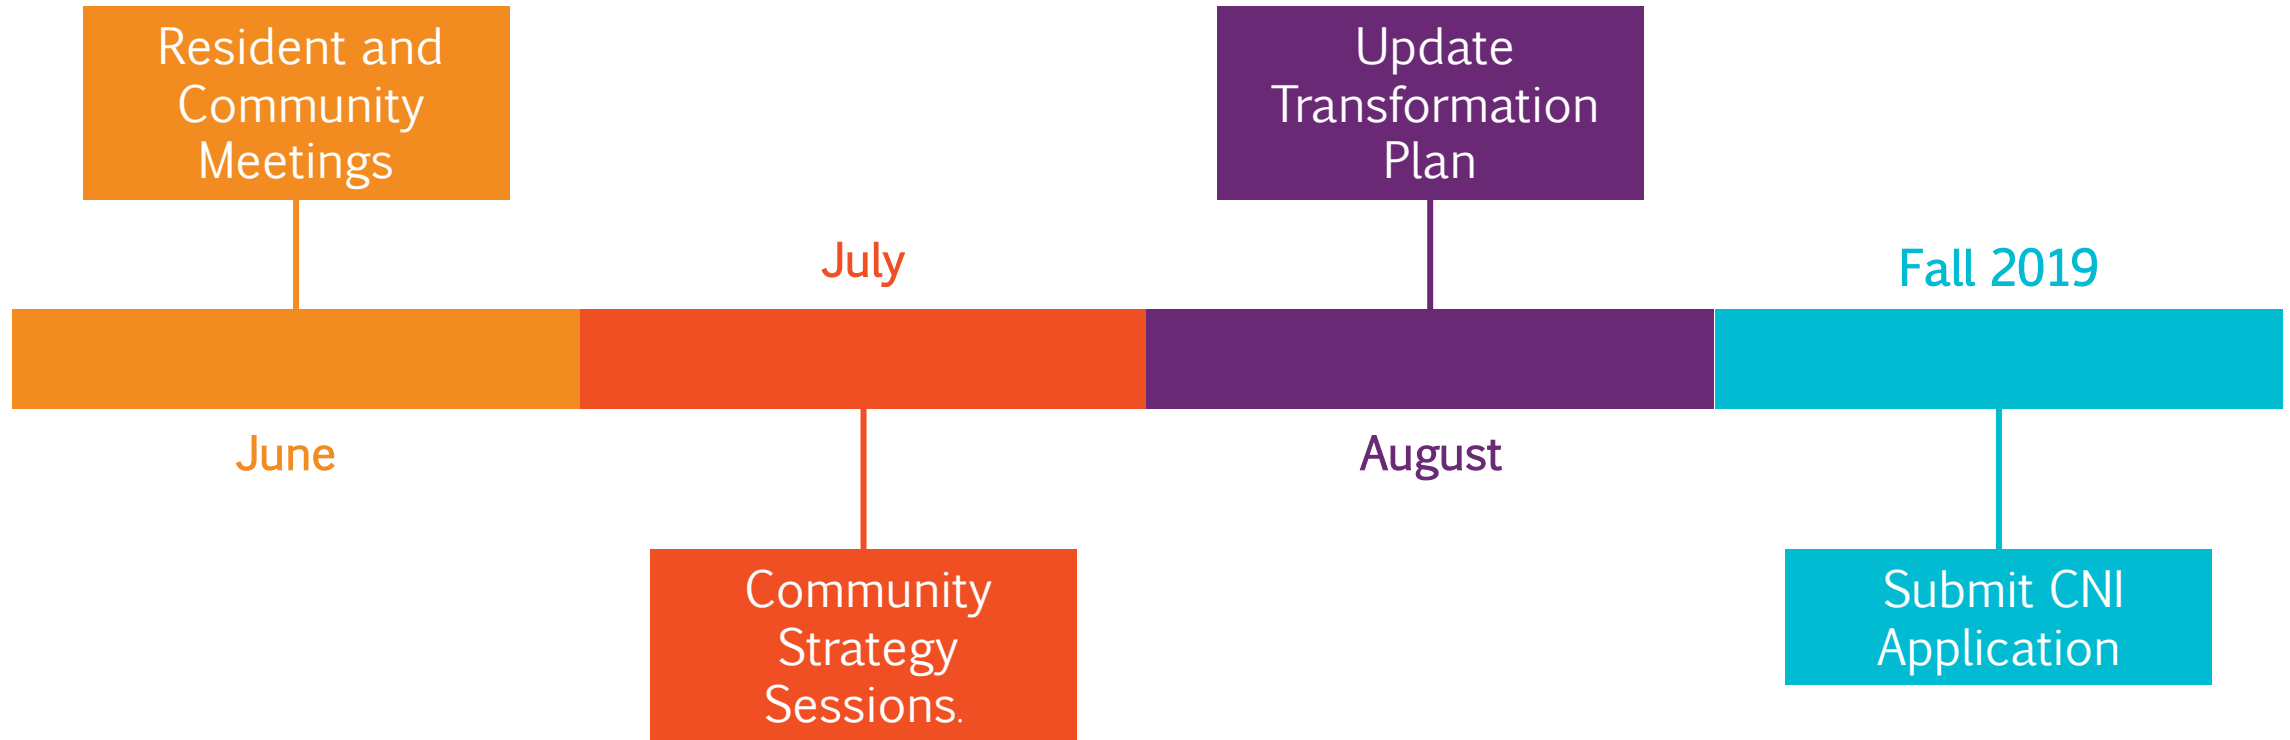 Resident and
Community
Meetings
June
July
Community
Strategy
Sessions.
Update
Transformation
Plan
August
Fall 2019
Submit CNI
Application